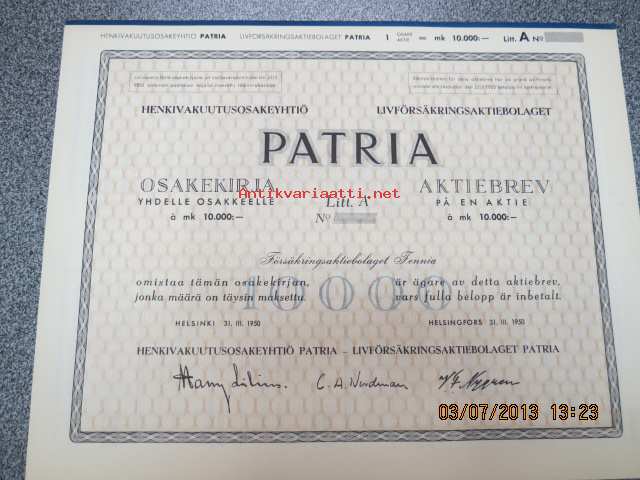 HENKIVAKUUTUSOSAKEYHTIÖ PATRIA LIVFÖRSÄKRINGSAKTIEBOLAGET PATRIA 1 OSAKE AKTIE mk 10.000:— Litt. A No
HENKIVAKUUTUSOSAKEYHTIÖ LIVFÖRSÄKRINGSAKTIEBOLAGET
PATRIA
OSAKEKIRJA AKTIEBREV
Antikvariaatti.net
YHDELLE OSAKKEELLE Litt. A PÅ EN AKTIE
à mk 10.000:— No à mk 10.000:—
Försäkringsaktiebolaget Fennia
10000
omistaa tämän osakekirjan, är ägare av detta aktiebrev,
jonka määrä on täysin maksettu. vars fulla belopp är inbetalt.
HELSINKI 31. III. 1950 HELSINGFORS 31. III. 1950
HENKIVAKUUTUSOSAKEYHTIÖ PATRIA – LIVFÖRSÄKRINGSAKTIEBOLAGET PATRIA
C. A. Nordman
03/07/2013 13:23